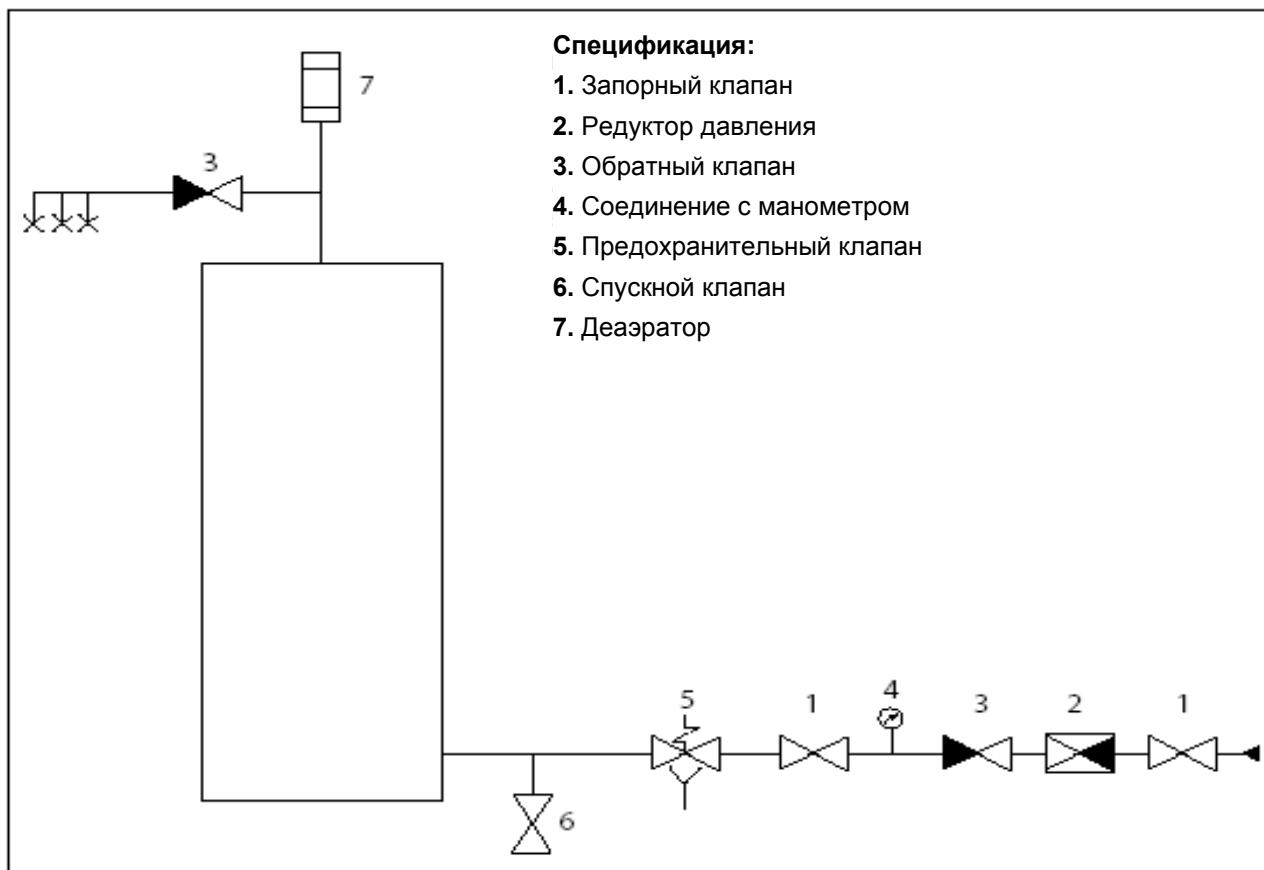 Спецификация:
1. Запорный клапан
2. Редуктор давления
3. Обратный клапан
4. Соединение с манометром
5. Предохранительный клапан
6. Спускной клапан
7. Деаэратор
7
3
5
1
4
3
2
1
6